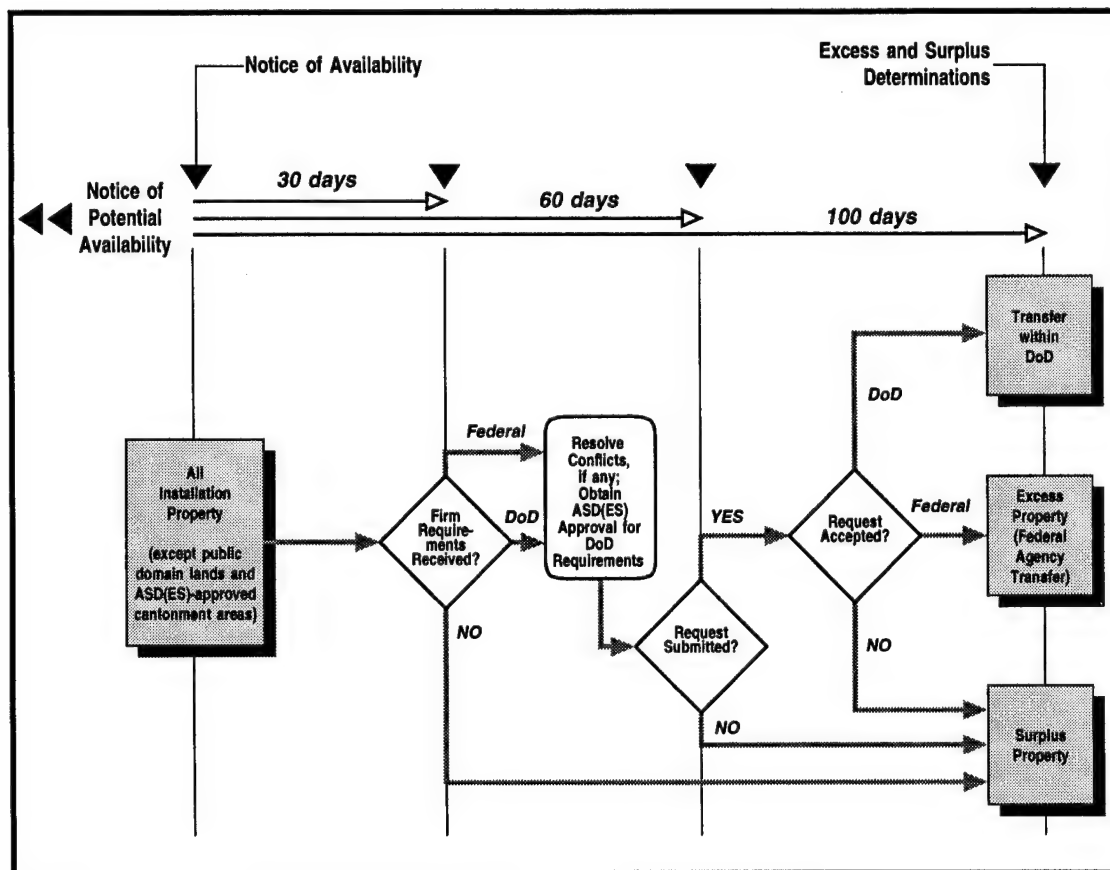 Notice of Availability
Excess and Surplus
Determinations
30 days
60 days
100 days
Notice of
Potential
Availability
Transfer
within
DoD
DoD
Federal
Resolve
Conflicts,
if any;
Obtain
ASD(ES)
Approval for
DoD
Requirements
All
Installation
Property
(except public
domain lands and
ASD(ES)-approved
cantonment areas)
Firm
Require-
ments
Received?
DoD
YES
Request
Accepted?
Federal
Excess
Property
(Federal
Agency
Transfer)
NO
Request
Submitted?
NO
NO
Surplus
Property